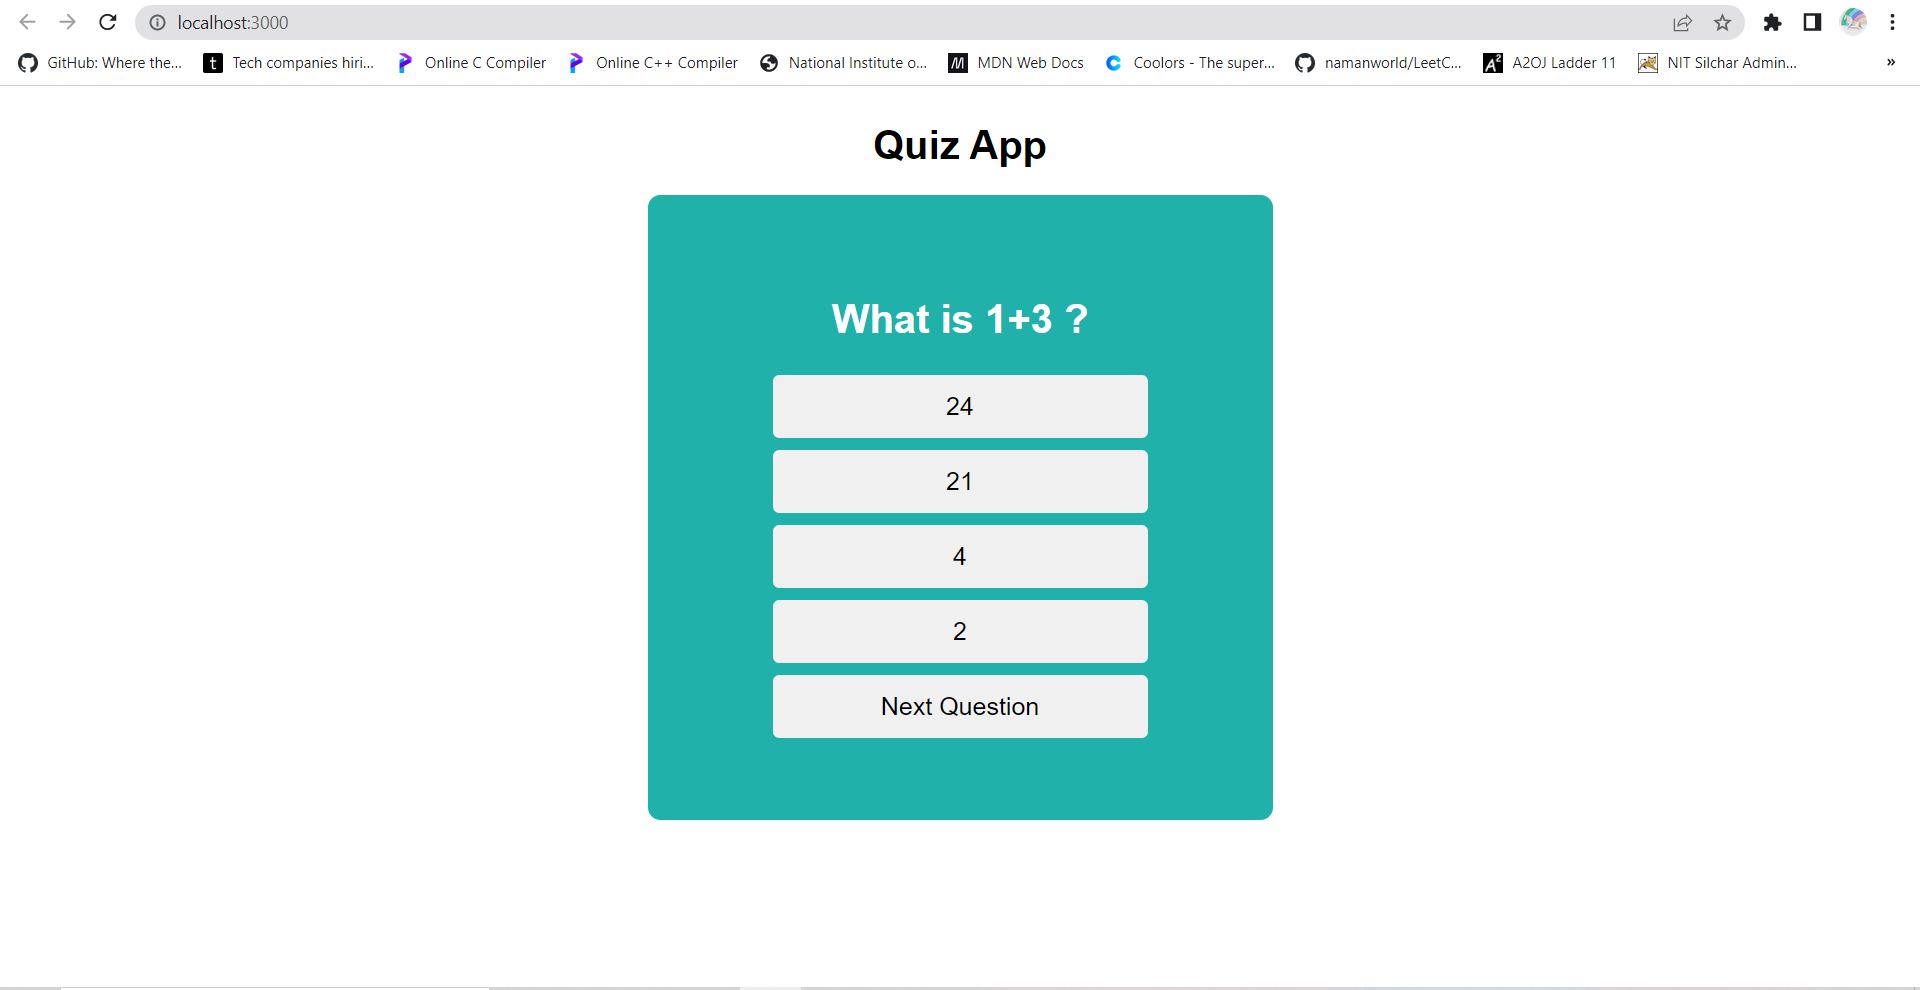 localhost:3000
GitHub: Where the... Tech companies hiri... Online C Compiler Online C++ Compiler National Institute o... MDN Web Docs Coolors - The super... namanworld/LeetC... A2OJ Ladder 11 NIT Silchar Admin... »
Quiz App
What is 1+3 ?
24
21
4
2
Next Question